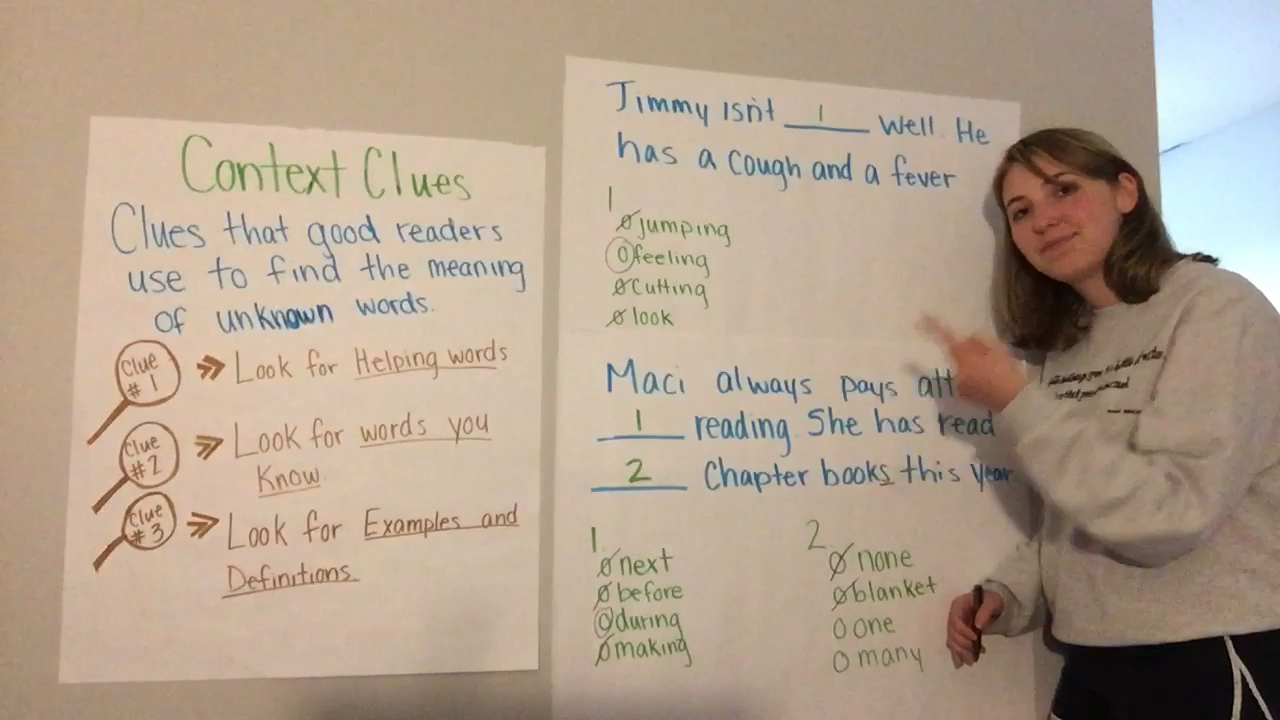 Context Clues
Clues that good readers
use to find the meaning
of unknown words.
Clue
#1
Look for Helping words
Clue
#2
Look for words you
Know
Clue
#3
Look for Examples and
Definitions
Jimmy isn't 1 well. He
has a cough and a fever
1
jumping
feeling
cutting
look
Maci always pays att
1 reading. She has read
2 Chapter books this year
1.
next
before
during
making
2
none
blanket
one
many